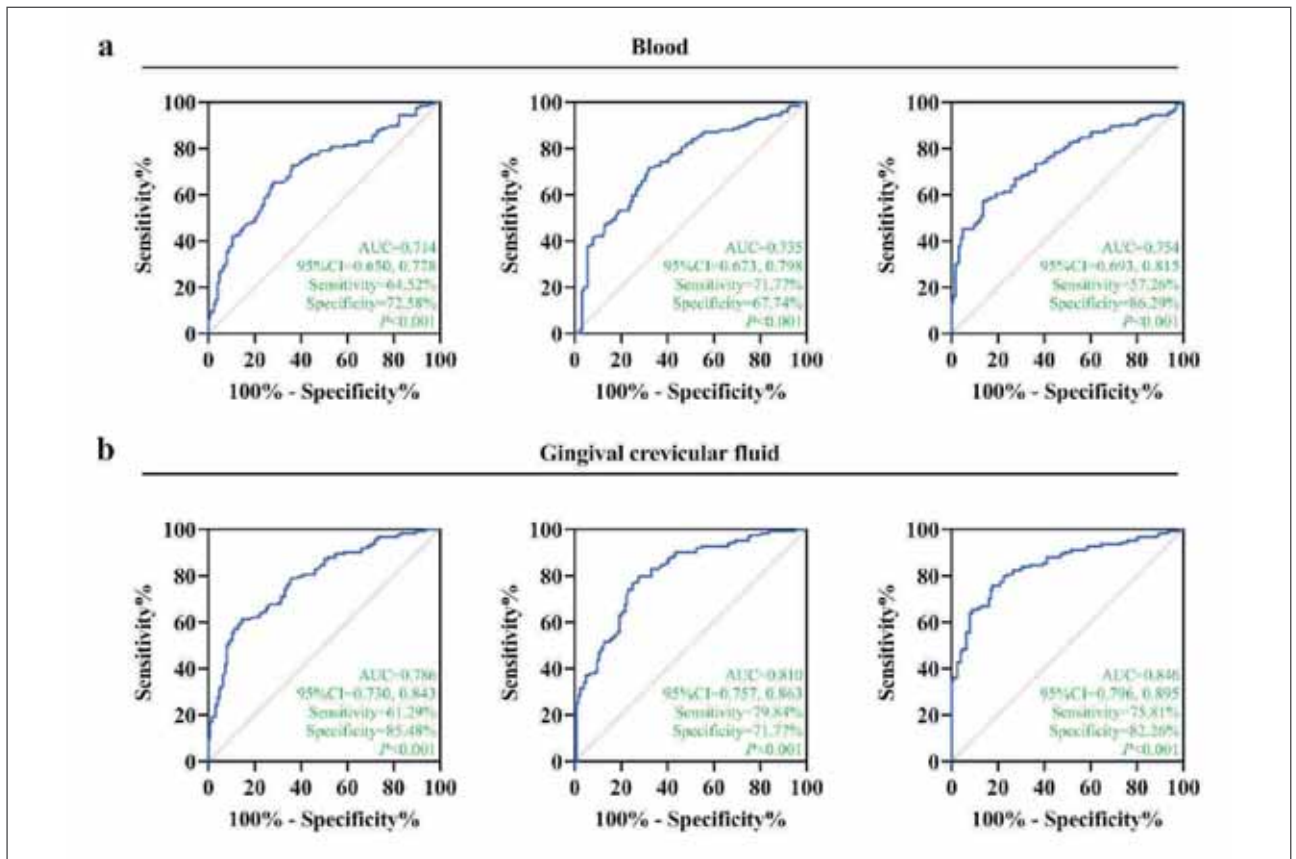 a
Blood
Sensitivity%
100
80
60
40
20
0
AUC=0.714
95%CI=0.650, 0.778
Sensitivity=64.52%
Specificity=72.58%
P<0.001
0 20 40 60 80 100
100% - Specificity%
Sensitivity%
100
80
60
40
20
0
AUC=0.735
95%CI=0.673, 0.798
Sensitivity=71.77%
Specificity=67.74%
P<0.001
0 20 40 60 80 100
100% - Specificity%
Sensitivity%
100
80
60
40
20
0
AUC=0.754
95%CI=0.693, 0.815
Sensitivity=57.26%
Specificity=86.29%
P<0.001
0 20 40 60 80 100
100% - Specificity%
b
Gingival crevicular fluid
Sensitivity%
100
80
60
40
20
0
AUC=0.786
95%CI=0.730, 0.843
Sensitivity=61.29%
Specificity=85.48%
P<0.001
0 20 40 60 80 100
100% - Specificity%
Sensitivity%
100
80
60
40
20
0
AUC=0.810
95%CI=0.757, 0.863
Sensitivity=79.84%
Specificity=71.77%
P<0.001
0 20 40 60 80 100
100% - Specificity%
Sensitivity%
100
80
60
40
20
0
AUC=0.846
95%CI=0.796, 0.895
Sensitivity=75.81%
Specificity=82.26%
P<0.001
0 20 40 60 80 100
100% - Specificity%